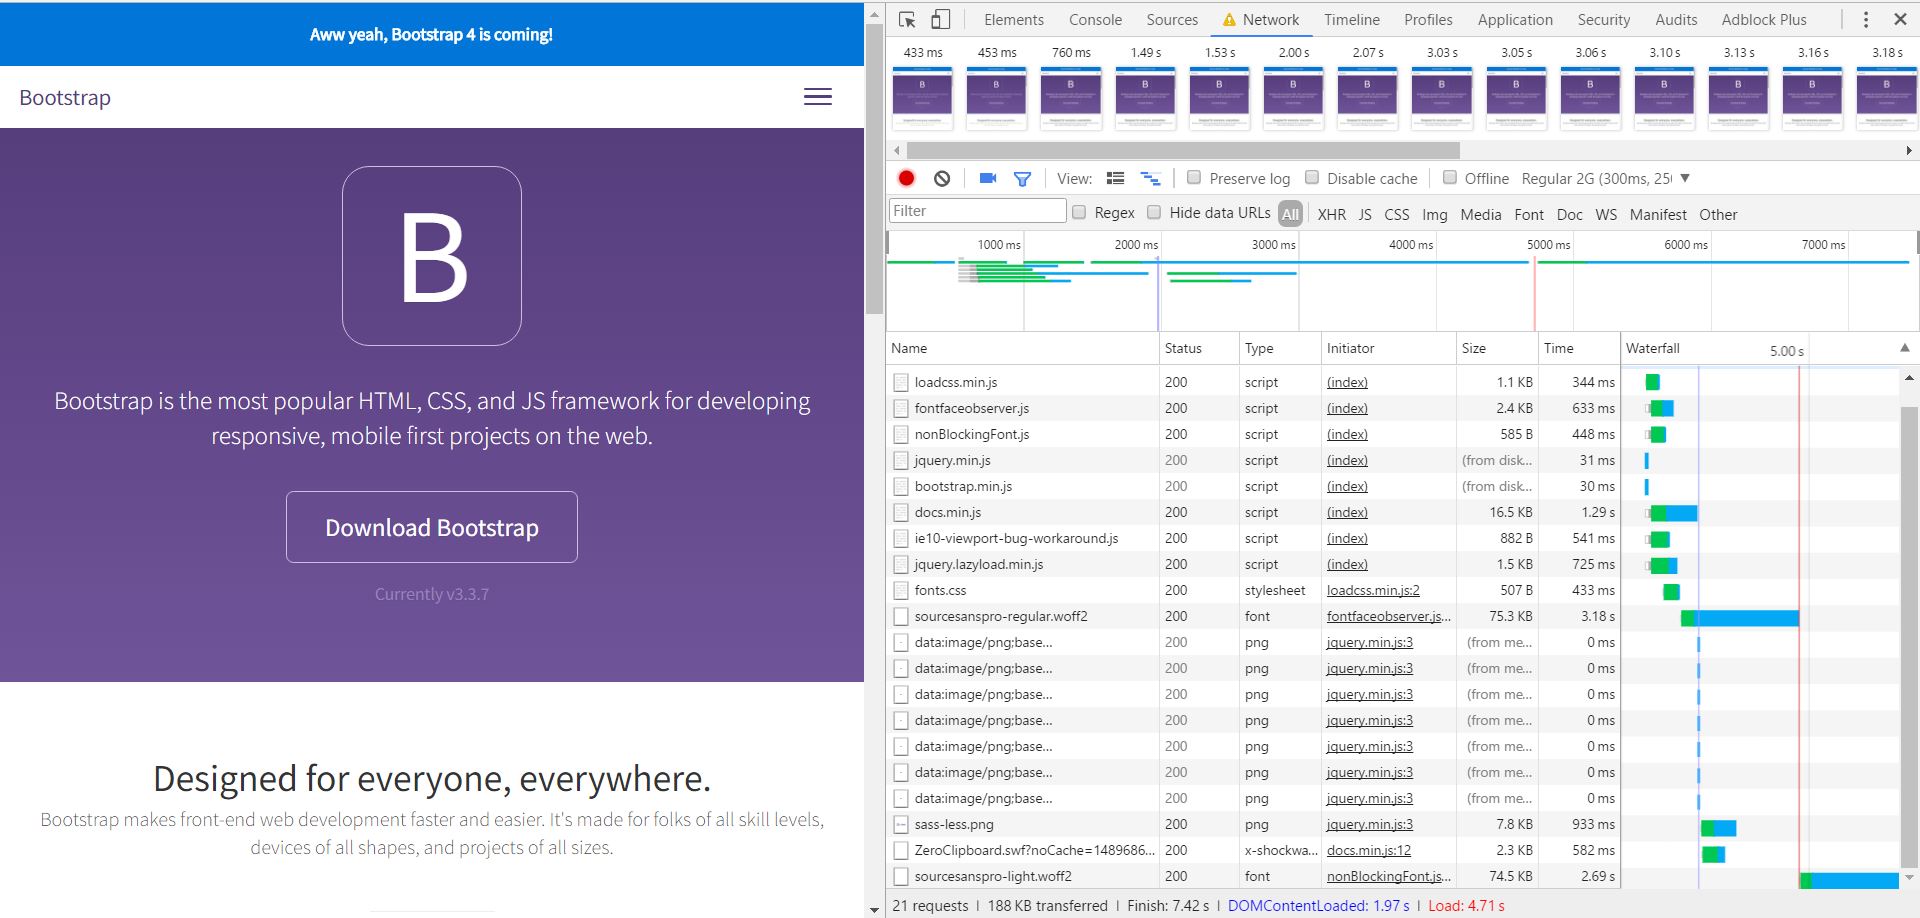 Aww yeah, Bootstrap 4 is coming!
Bootstrap
B
Bootstrap is the most popular HTML, CSS, and JS framework for developing
responsive, mobile first projects on the web.
Download Bootstrap
Currently v3.3.7
Designed for everyone, everywhere.
Bootstrap makes front-end web development faster and easier. It's made for folks of all skill levels,
devices of all shapes, and projects of all sizes.
Elements Console Sources Network Timeline Profiles Application Security Audits Adblock Plus
433 ms 453 ms 760 ms 1.49 s 1.53 s 2.00 s 2.07 s 3.03 s 3.05 s 3.06 s 3.10 s 3.13 s 3.16 s 3.18 s
B B B B B B B B B B B B B B
View: Preserve log Disable cache Offline Regular 2G (300ms, 25
Filter Regex Hide data URLs All XHR JS CSS Img Media Font Doc WS Manifest Other
1000 ms 2000 ms 3000 ms 4000 ms 5000 ms 6000 ms 7000 ms
Name Status Type Initiator Size Time Waterfall 5.00 s
loadcss.min.js 200 script (index) 1.1 KB 344 ms
fontfaceobserver.js 200 script (index) 2.4 KB 633 ms
nonBlockingFont.js 200 script (index) 585 B 448 ms
jquery.min.js 200 script (index) (from disk... 31 ms
bootstrap.min.js 200 script (index) (from disk... 30 ms
docs.min.js 200 script (index) 16.5 KB 1.29 s
ie10-viewport-bug-workaround.js 200 script (index) 882 B 541 ms
jquery.lazyload.min.js 200 script (index) 1.5 KB 725 ms
fonts.css 200 stylesheet loadcss.min.js:2 507 B 433 ms
sourcesanspro-regular.woff2 200 font fontfaceobserver.js... 75.3 KB 3.18 s
data:image/png;base... 200 png jquery.min.js:3 (from me... 0 ms
data:image/png;base... 200 png jquery.min.js:3 (from me... 0 ms
data:image/png;base... 200 png jquery.min.js:3 (from me... 0 ms
data:image/png;base... 200 png jquery.min.js:3 (from me... 0 ms
data:image/png;base... 200 png jquery.min.js:3 (from me... 0 ms
data:image/png;base... 200 png jquery.min.js:3 (from me... 0 ms
data:image/png;base... 200 png jquery.min.js:3 (from me... 0 ms
sass-less.png 200 png jquery.min.js:3 7.8 KB 933 ms
ZeroClipboard.swf?noCache=1489686... 200 x-shockwa... docs.min.js:12 2.3 KB 582 ms
sourcesanspro-light.woff2 200 font nonBlockingFont.js... 74.5 KB 2.69 s
21 requests | 188 KB transferred | Finish: 7.42 s | DOMContentLoaded: 1.97 s | Load: 4.71 s